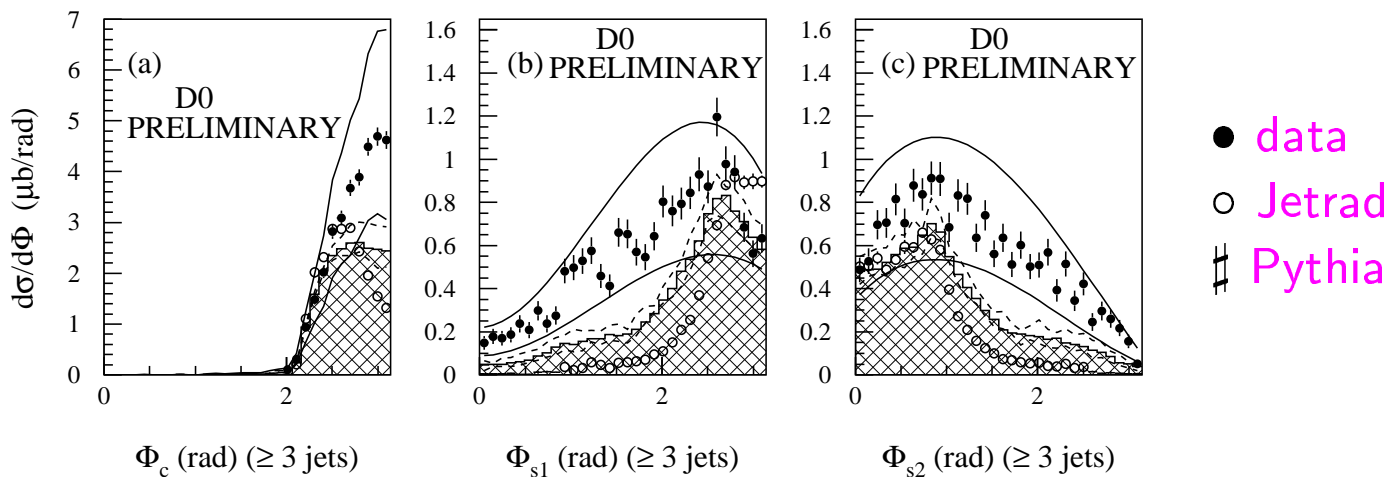 dσ/dΦ (μb/rad)
7
6
5
4
3
2
1
0
0
2
(a)
D0
PRELIMINARY
Φc (rad) (≥ 3 jets)
1.6
1.4
1.2
1
0.8
0.6
0.4
0.2
0
0
2
D0
(b) PRELIMINARY
Φs1 (rad) (≥ 3 jets)
1.6
1.4
1.2
1
0.8
0.6
0.4
0.2
0
0
2
D0
(c) PRELIMINARY
Φs2 (rad) (≥ 3 jets)
data
Jetrad
Pythia